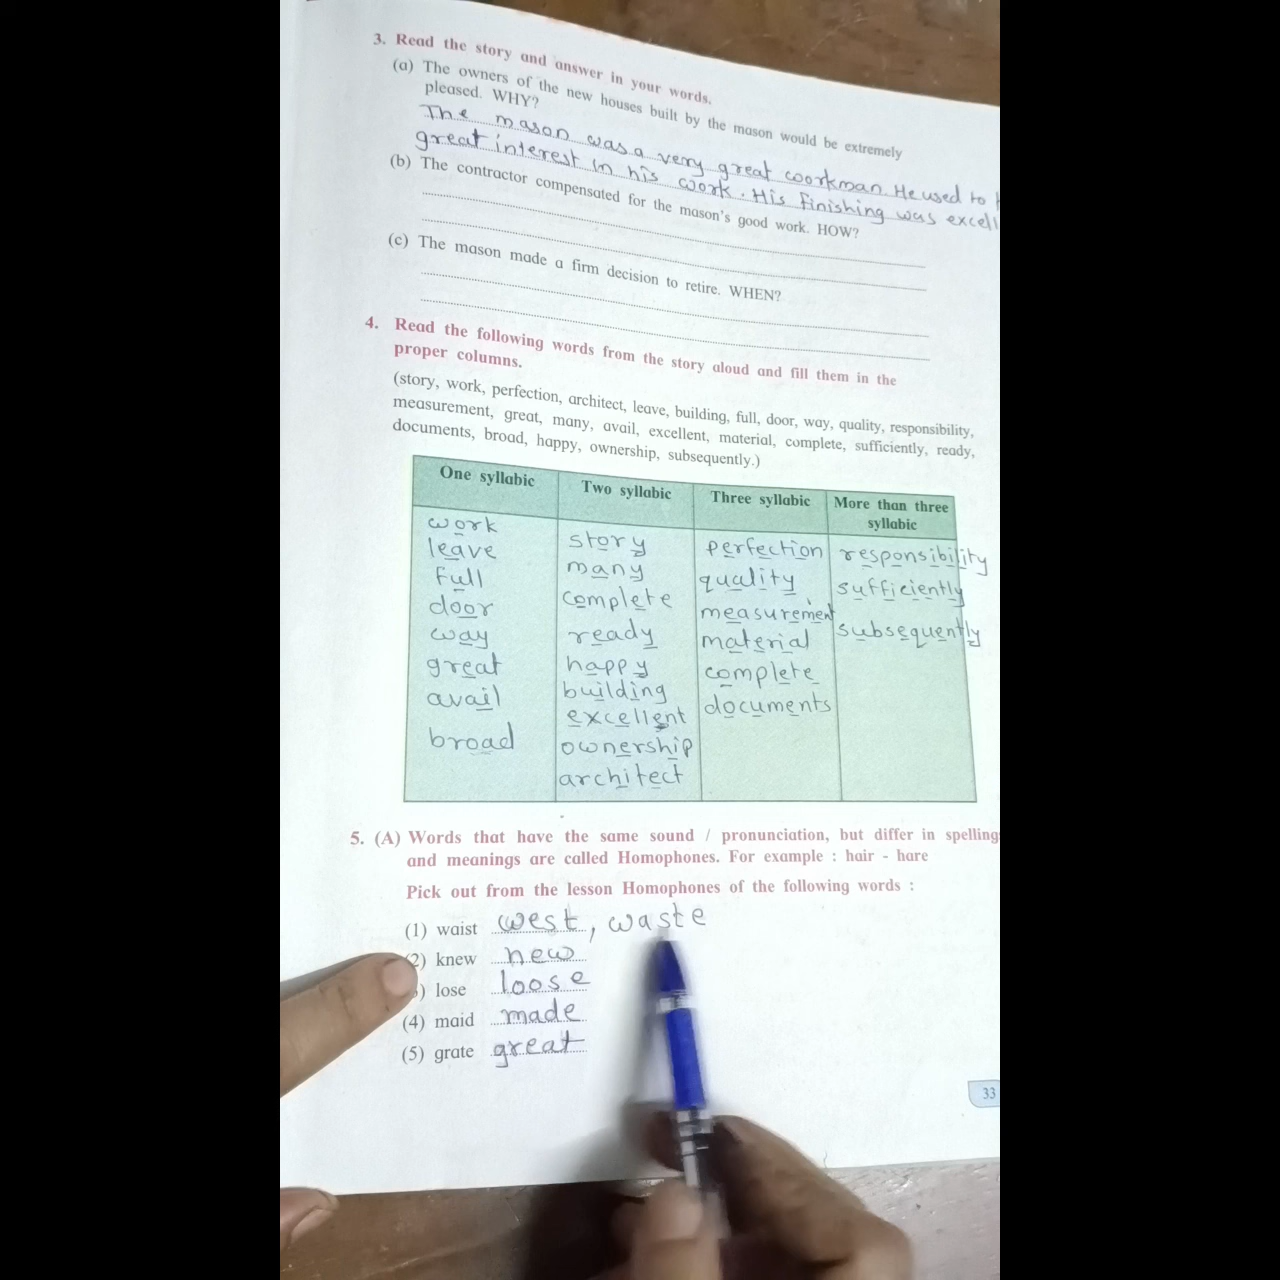 3. Read the story and answer in your words.
(a) The owners of the new houses built by the mason would be extremely
pleased. WHY?
The mason was a very great workman. He used to
great interest in his work. His finishing was excell
(b) The contractor compensated for the mason's good work. HOW?
(c) The mason made a firm decision to retire. WHEN?
4. Read the following words from the story aloud and fill them in the
proper columns.
(story, work, perfection, architect, leave, building, full, door, way, quality, responsibility,
measurement, great, many, avail, excellent, material, complete, sufficiently, ready,
documents, broad, happy, ownership, subsequently.)
One syllabic Two syllabic Three syllabic More than three
syllabic
work story perfection responsibility
leave many quality sufficiently
full complete measurement subsequently
door ready material
way happy complete
great building documents
avail excellent
broad ownership
architect
5. (A) Words that have the same sound / pronunciation, but differ in spelling
and meanings are called Homophones. For example : hair - hare
Pick out from the lesson Homophones of the following words :
(1) waist west, waste
2) knew new
) lose loose
(4) maid made
(5) grate great
33